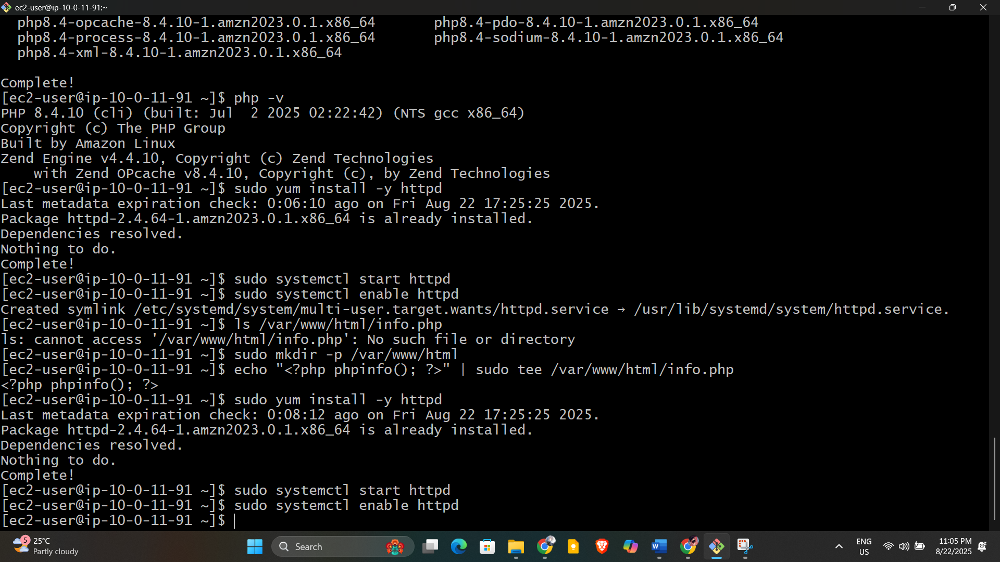 ec2-user@ip-10-0-11-91:~
php8.4-opcache-8.4.10-1.amzn2023.0.1.x86_64       php8.4-pdo-8.4.10-1.amzn2023.0.1.x86_64
php8.4-process-8.4.10-1.amzn2023.0.1.x86_64       php8.4-sodium-8.4.10-1.amzn2023.0.1.x86_64
php8.4-xml-8.4.10-1.amzn2023.0.1.x86_64
Complete!
[ec2-user@ip-10-0-11-91 ~]$ php -v
PHP 8.4.10 (cli) (built: Jul  2 2025 02:22:42) (NTS gcc x86_64)
Copyright (c) The PHP Group
Built by Amazon Linux
Zend Engine v4.4.10, Copyright (c) Zend Technologies
    with Zend OPcache v8.4.10, Copyright (c), by Zend Technologies
[ec2-user@ip-10-0-11-91 ~]$ sudo yum install -y httpd
Last metadata expiration check: 0:06:10 ago on Fri Aug 22 17:25:25 2025.
Package httpd-2.4.64-1.amzn2023.0.1.x86_64 is already installed.
Dependencies resolved.
Nothing to do.
Complete!
[ec2-user@ip-10-0-11-91 ~]$ sudo systemctl start httpd
[ec2-user@ip-10-0-11-91 ~]$ sudo systemctl enable httpd
Created symlink /etc/systemd/system/multi-user.target.wants/httpd.service → /usr/lib/systemd/system/httpd.service.
[ec2-user@ip-10-0-11-91 ~]$ ls /var/www/html/info.php
ls: cannot access '/var/www/html/info.php': No such file or directory
[ec2-user@ip-10-0-11-91 ~]$ sudo mkdir -p /var/www/html
[ec2-user@ip-10-0-11-91 ~]$ echo "<?php phpinfo(); ?>" | sudo tee /var/www/html/info.php
<?php phpinfo(); ?>
[ec2-user@ip-10-0-11-91 ~]$ sudo yum install -y httpd
Last metadata expiration check: 0:08:12 ago on Fri Aug 22 17:25:25 2025.
Package httpd-2.4.64-1.amzn2023.0.1.x86_64 is already installed.
Dependencies resolved.
Nothing to do.
Complete!
[ec2-user@ip-10-0-11-91 ~]$ sudo systemctl start httpd
[ec2-user@ip-10-0-11-91 ~]$ sudo systemctl enable httpd
[ec2-user@ip-10-0-11-91 ~]$
5
25°C
Partly cloudy
Search
W
ENG
US
11:05 PM
8/22/2025